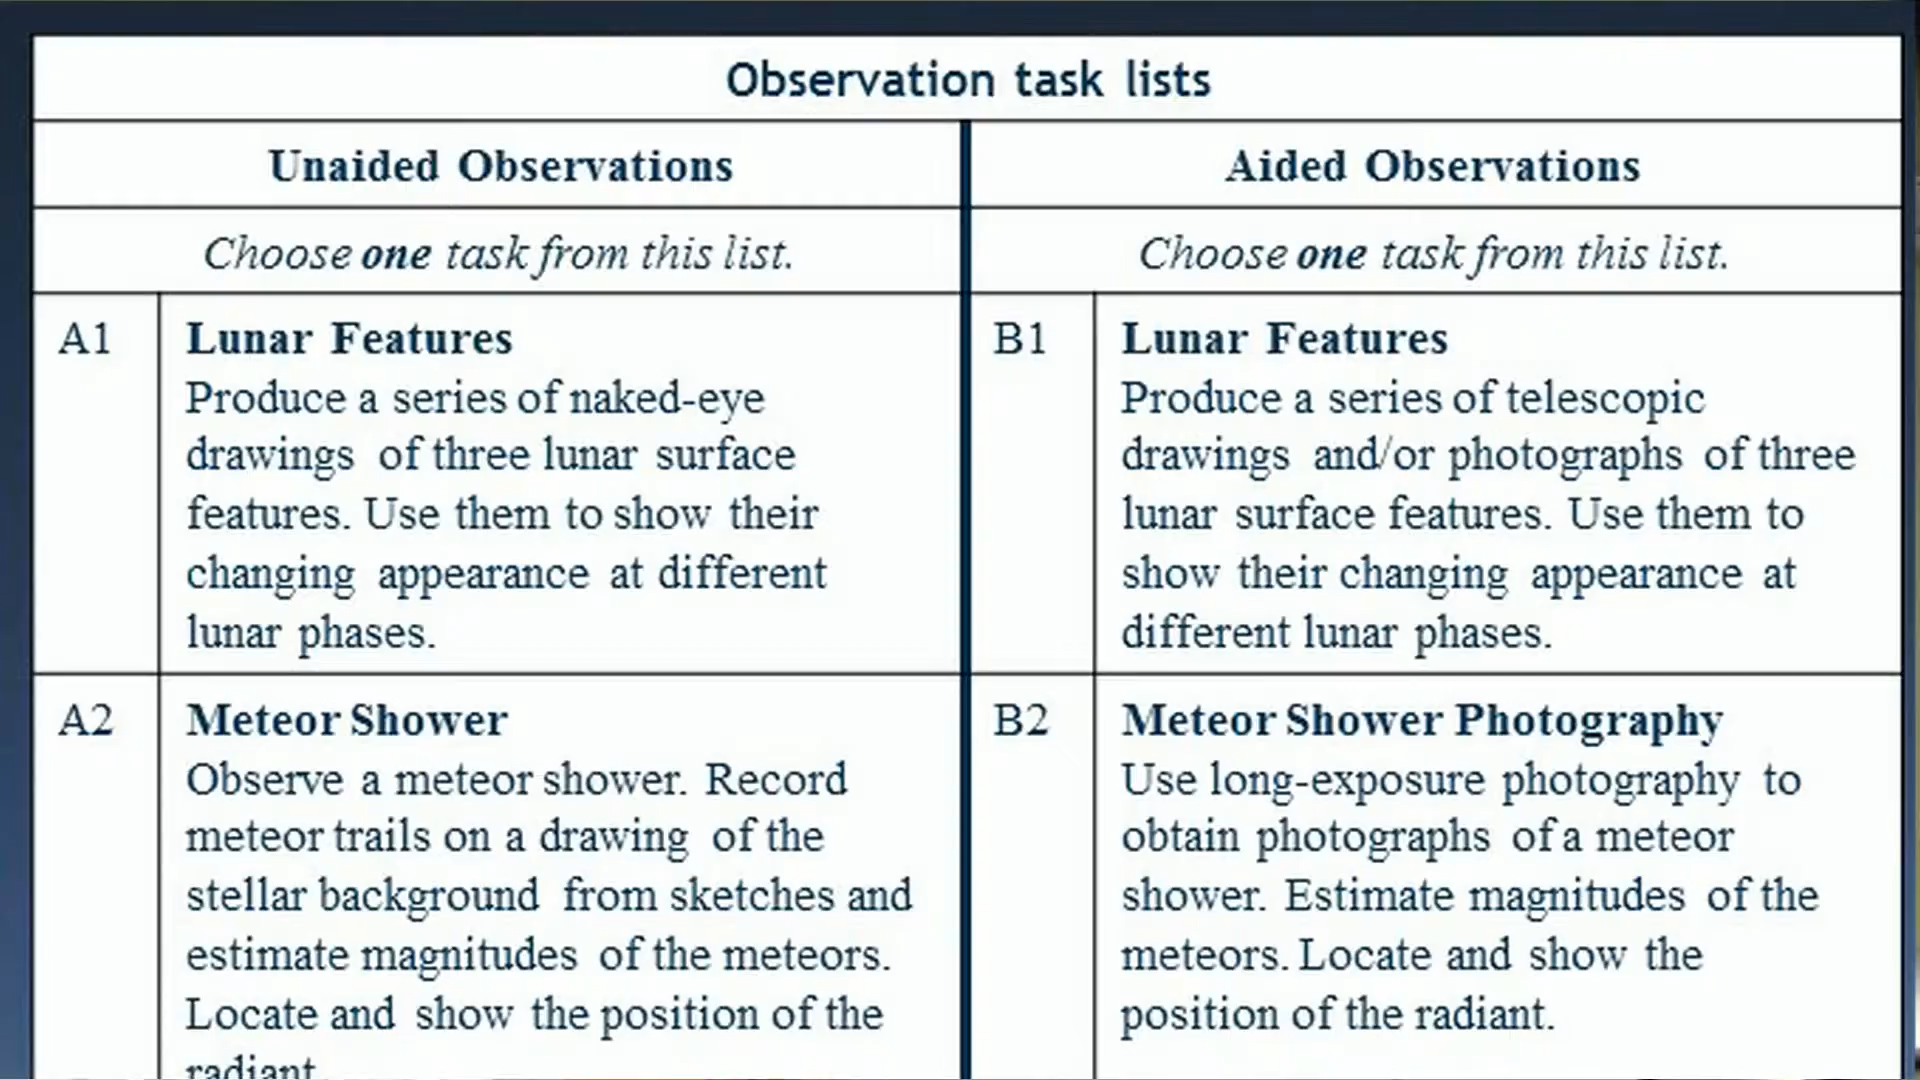 Observation task lists
Unaided Observations
Aided Observations
Choose one task from this list.
Choose one task from this list.
A1
Lunar Features
Produce a series of naked-eye
drawings of three lunar surface
features. Use them to show their
changing appearance at different
lunar phases.
B1
Lunar Features
Produce a series of telescopic
drawings and/or photographs of three
lunar surface features. Use them to
show their changing appearance at
different lunar phases.
A2
Meteor Shower
Observe a meteor shower. Record
meteor trails on a drawing of the
stellar background from sketches and
estimate magnitudes of the meteors.
Locate and show the position of the
radiant.
B2
Meteor Shower Photography
Use long-exposure photography to
obtain photographs of a meteor
shower. Estimate magnitudes of the
meteors. Locate and show the
position of the radiant.